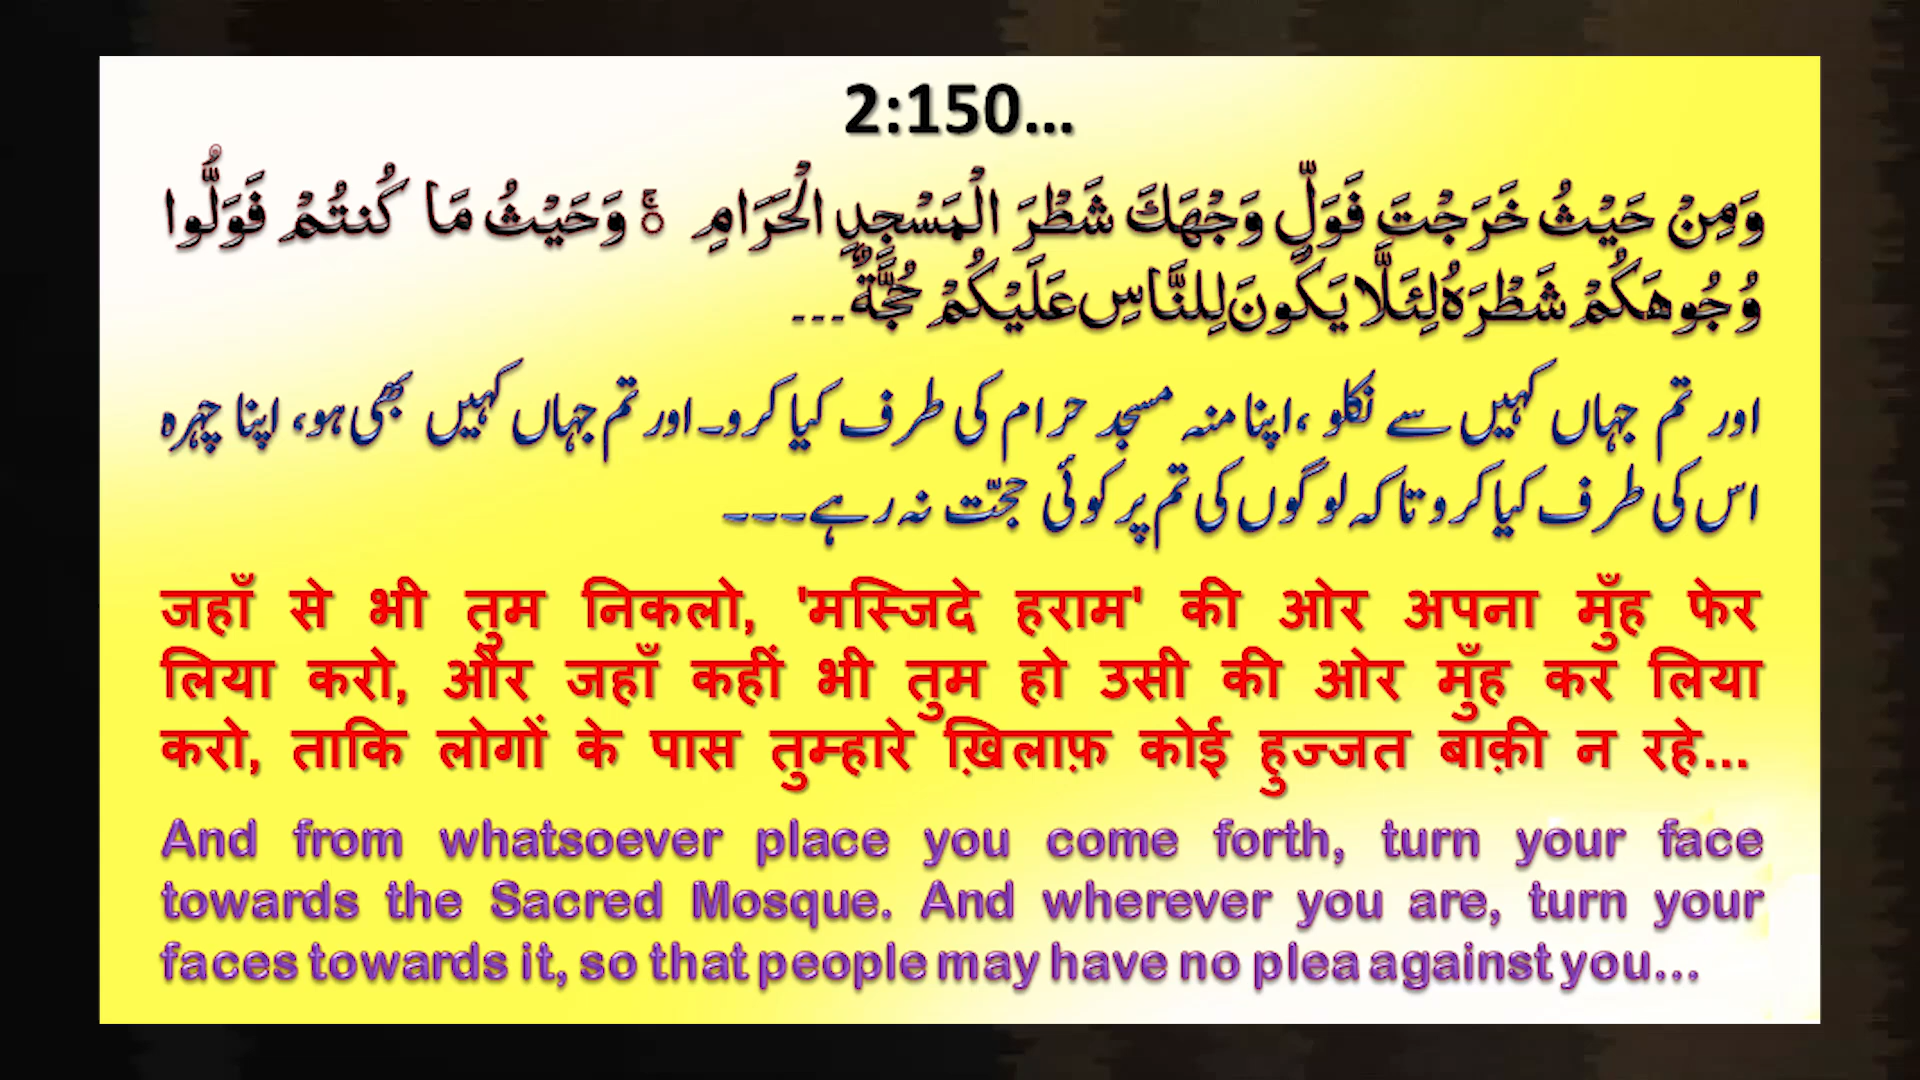 2:150...
وَمِنْ حَيْثُ خَرَجْتَ فَوَلِّ وَجْهَكَ شَطْرَ الْمَسْجِدِ الْحَرَامِ ۚ وَحَيْثُ مَا كُنتُمْ فَوَلُّوا
وُجُوهَكُمْ شَطْرَهُ لِئَلَّا يَكُونَ لِلنَّاسِ عَلَيْكُمْ حُجَّةٌ...
اور تم جہاں کہیں سے نکلو ،اپنا منہ مسجد حرام کی طرف کیا کرو۔ اور تم جہاں کہیں بھی ہو، اپنا چہرہ
اس کی طرف کیا کرو تا کہ لوگوں کی تم پر کوئی حجّت نہ رہے۔۔۔
जहाँ से भी तुम निकलो, 'मस्जिदे हराम' की ओर अपना मुँह फेर
लिया करो, और जहाँ कहीं भी तुम हो उसी की ओर मुँह कर लिया
करो, ताकि लोगों के पास तुम्हारे ख़िलाफ़ कोई हुज्जत बाक़ी न रहे...
And from whatsoever place you come forth, turn your face
towards the Sacred Mosque. And wherever you are, turn your
faces towards it, so that people may have no plea against you...